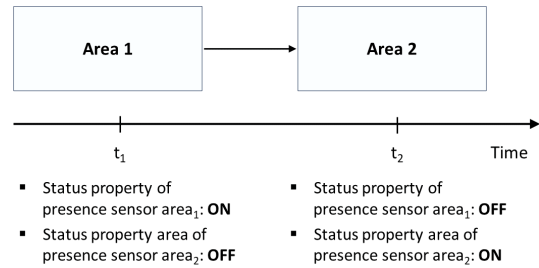 Area 1
Area 2
t₁
t₂
Time
▪ Status property of
presence sensor area₁: ON
▪ Status property area of
presence sensor area₂: OFF
▪ Status property of
presence sensor area₁: OFF
▪ Status property area of
presence sensor area₂: ON